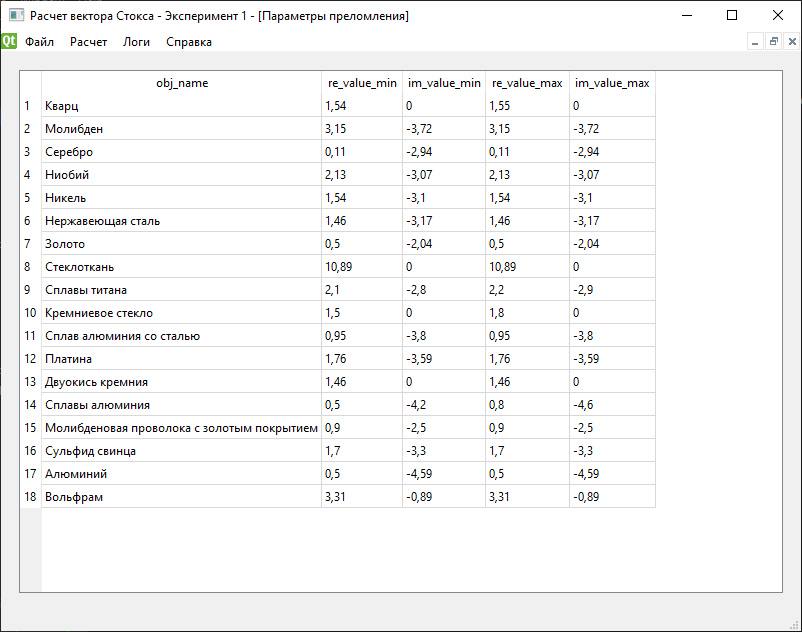 Расчет вектора Стокса - Эксперимент 1 - [Параметры преломления]
Qt Файл Расчет Логи Справка
obj_name re_value_min im_value_min re_value_max im_value_max
1 Кварц 1,54 0 1,55 0
2 Молибден 3,15 -3,72 3,15 -3,72
3 Серебро 0,11 -2,94 0,11 -2,94
4 Ниобий 2,13 -3,07 2,13 -3,07
5 Никель 1,54 -3,1 1,54 -3,1
6 Нержавеющая сталь 1,46 -3,17 1,46 -3,17
7 Золото 0,5 -2,04 0,5 -2,04
8 Стеклоткань 10,89 0 10,89 0
9 Сплавы титана 2,1 -2,8 2,2 -2,9
10 Кремниевое стекло 1,5 0 1,8 0
11 Сплав алюминия со сталью 0,95 -3,8 0,95 -3,8
12 Платина 1,76 -3,59 1,76 -3,59
13 Двуокись кремния 1,46 0 1,46 0
14 Сплавы алюминия 0,5 -4,2 0,8 -4,6
15 Молибденовая проволока с золотым покрытием 0,9 -2,5 0,9 -2,5
16 Сульфид свинца 1,7 -3,3 1,7 -3,3
17 Алюминий 0,5 -4,59 0,5 -4,59
18 Вольфрам 3,31 -0,89 3,31 -0,89